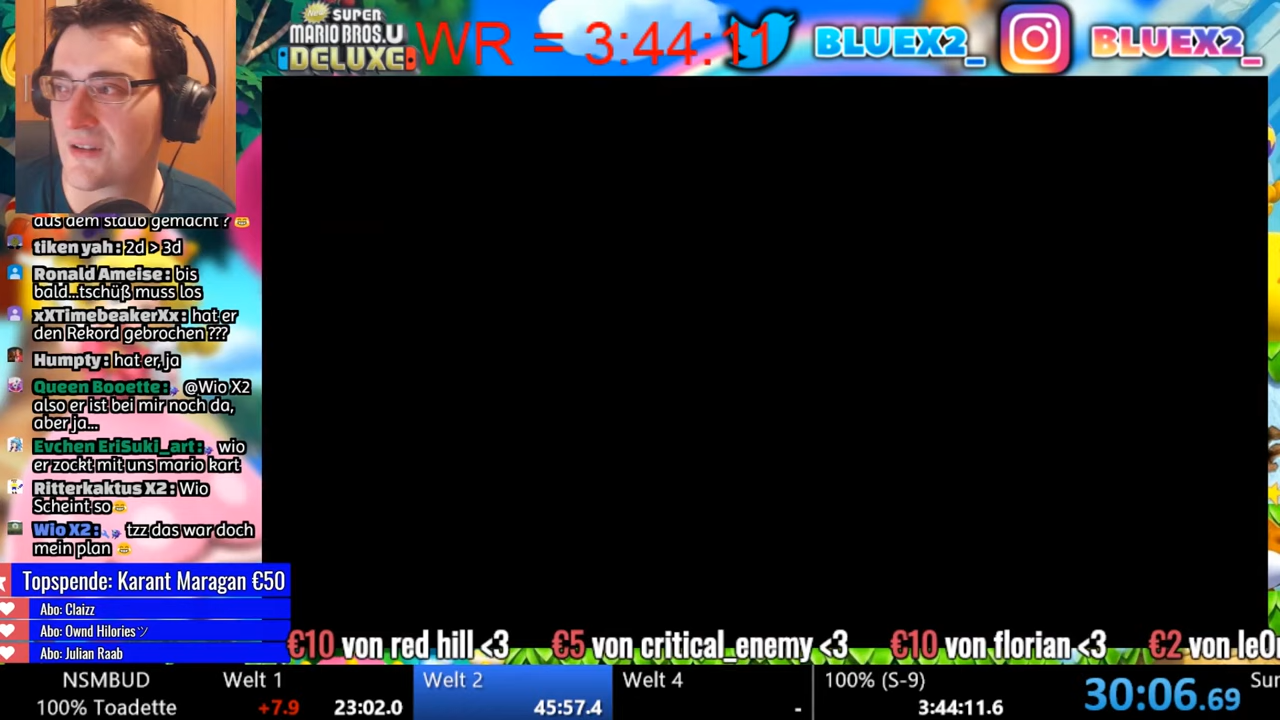 New SUPER
MARIO BROS.U
DELUXE
WR = 3:44:11
BLUEX2_
BLUEX2_
aus dem staub gemacht ? 😁
tiken yah: 2d > 3d
Ronald Ameise: bis
bald...tschüß muss los
xXTimebeakerXx: hat er
den Rekord gebrochen ???
Humpty: hat er, ja
Queen Booette: @Wio X2
also er ist bei mir noch da,
aber ja...
Evchen EriSuki_art: wio
er zockt mit uns mario kart
Ritterkaktus X2: Wio
Scheint so 😁
Wio X2: tzz das war doch
mein plan 😁
Topspende: Karant Maragan €50
Abo: Claizz
Abo: Ownd Hilories ツ
Abo: Julian Raab
€10 von red hill <3 €5 von critical_enemy <3 €10 von florian <3 €2 von le0
NSMBUD Welt 1 Welt 2 Welt 4 100% (S-9) 30:06.69 Su
100% Toadette +7.9 23:02.0 45:57.4 - 3:44:11.6